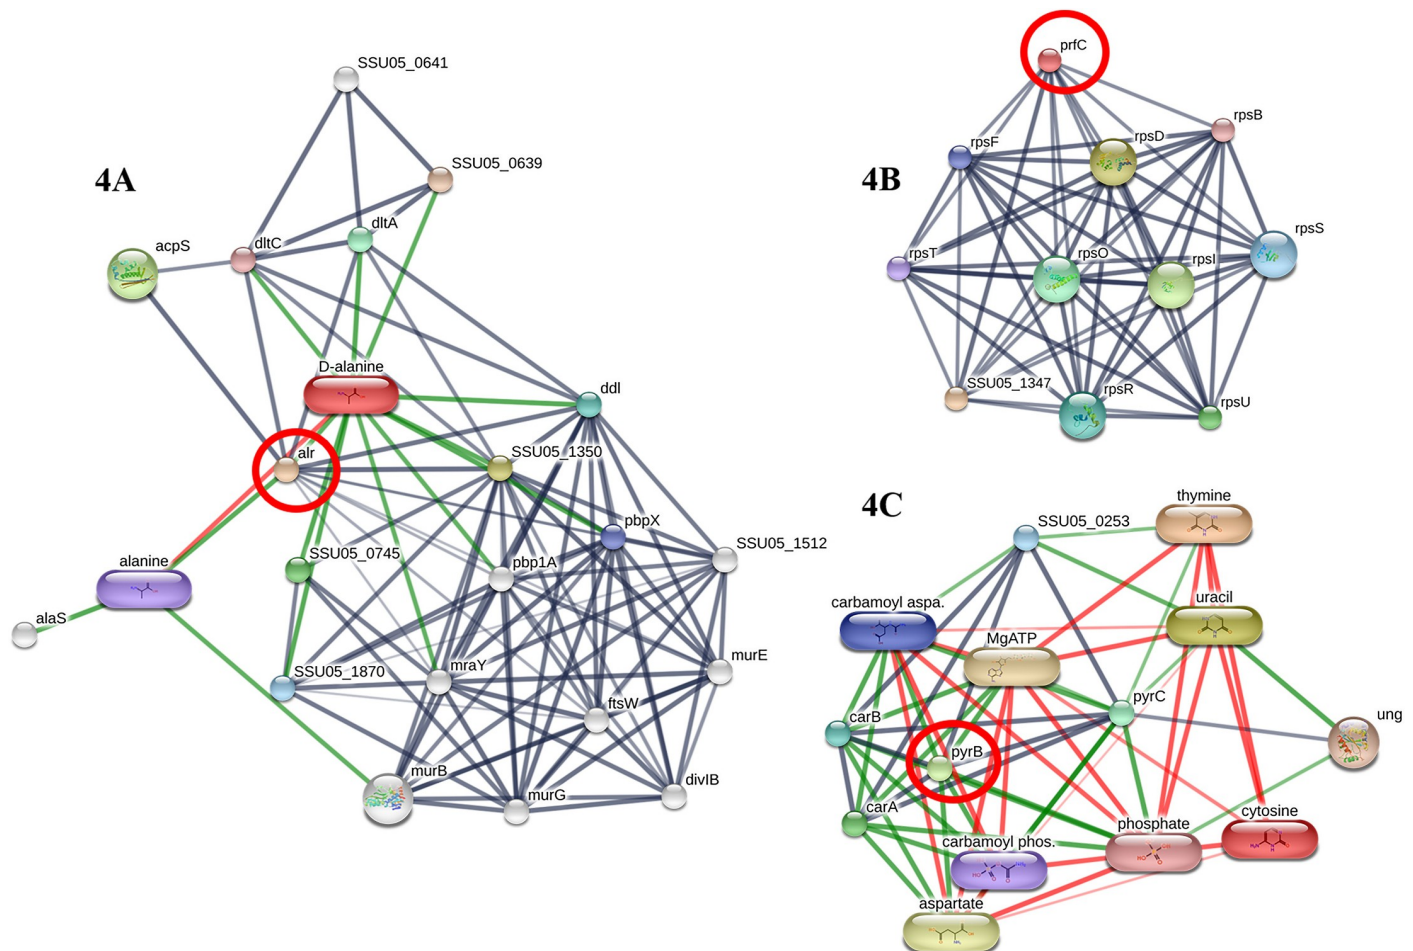 4A
SSU05_0641
SSU05_0639
dltA
dltC
acpS
D-alanine
ddl
alr
SSU05_1350
pbpX
SSU05_1512
SSU05_0745
pbp1A
alanine
alaS
murE
SSU05_1870
mraY
ftsW
murB
murG
divIB
4B
prfC
rpsB
rpsD
rpsF
rpsS
rpsT
rpsO
rpsI
SSU05_1347
rpsR
rpsU
4C
thymine
SSU05_0253
carbamoyl aspa.
uracil
MgATP
pyrC
carB
ung
pyrB
carA
phosphate
cytosine
carbamoyl phos.
aspartate